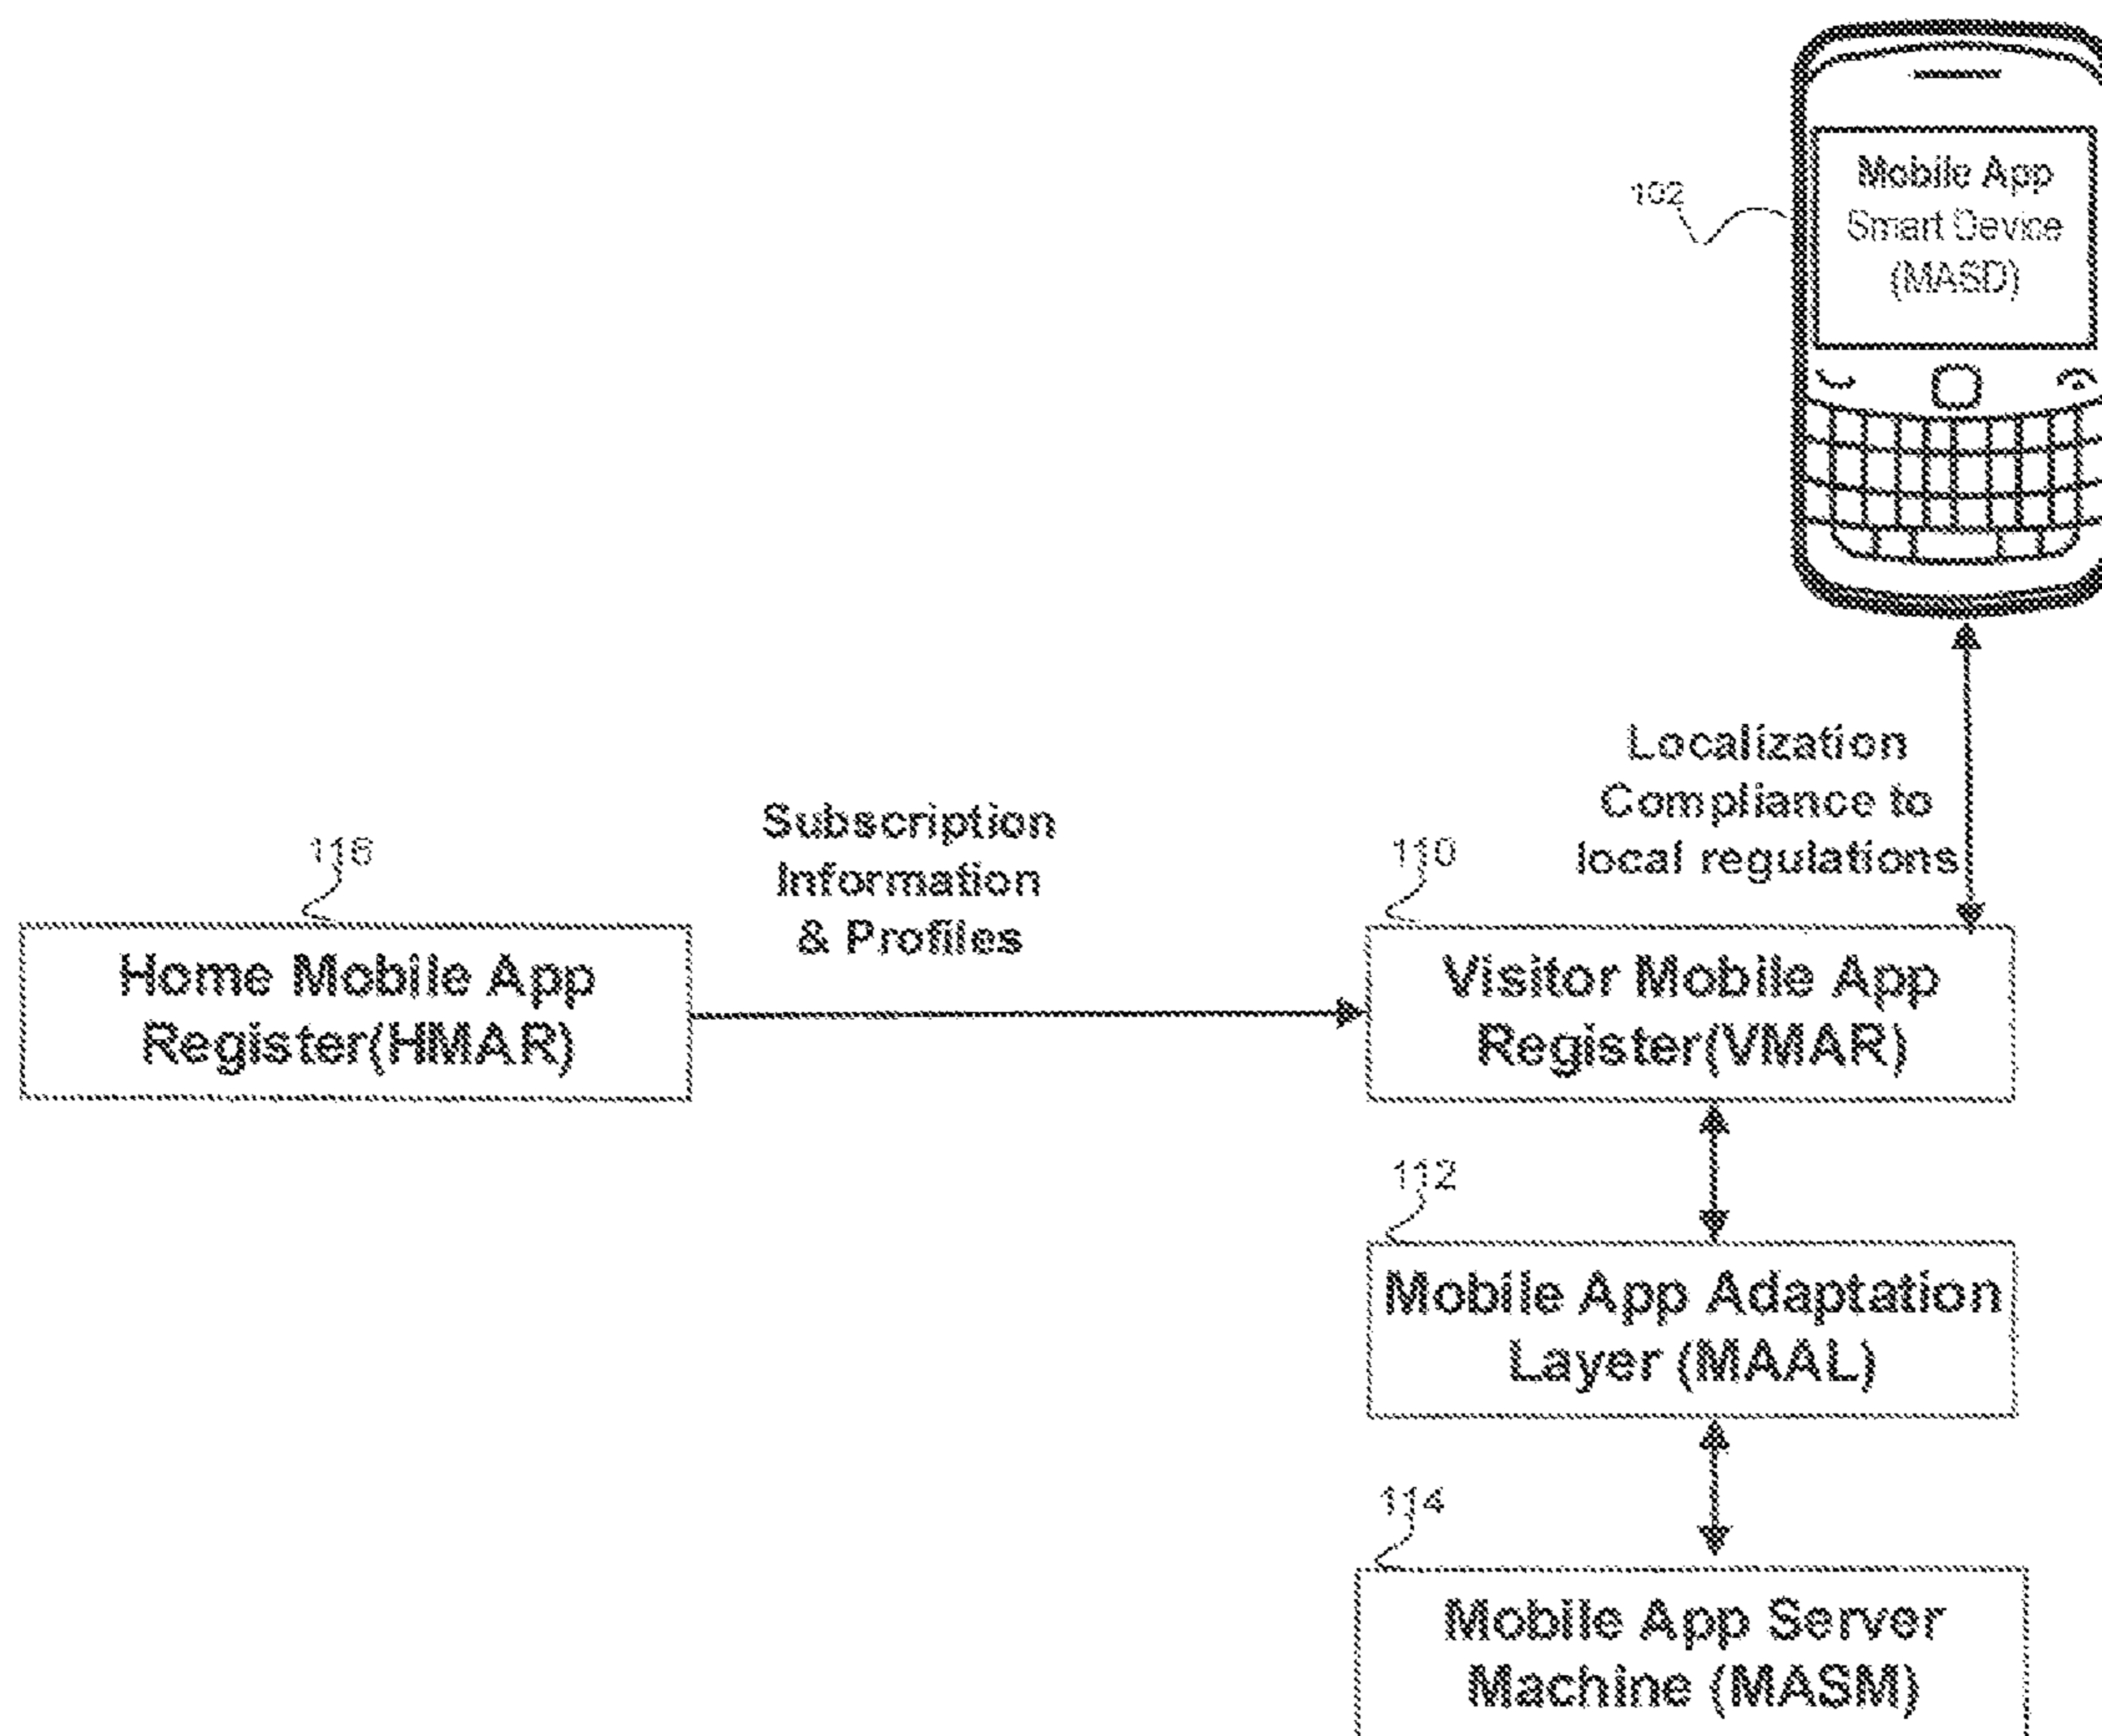 Mobile App
Smart Device
(MASD)
102
Localization
Compliance to
local regulations
Subscription
Information
& Profiles
110
Home Mobile App
Register(HMAR)
Visitor Mobile App
Register(VMAR)
112
Mobile App Adaptation
Layer (MAAL)
114
Mobile App Server
Machine (MASM)